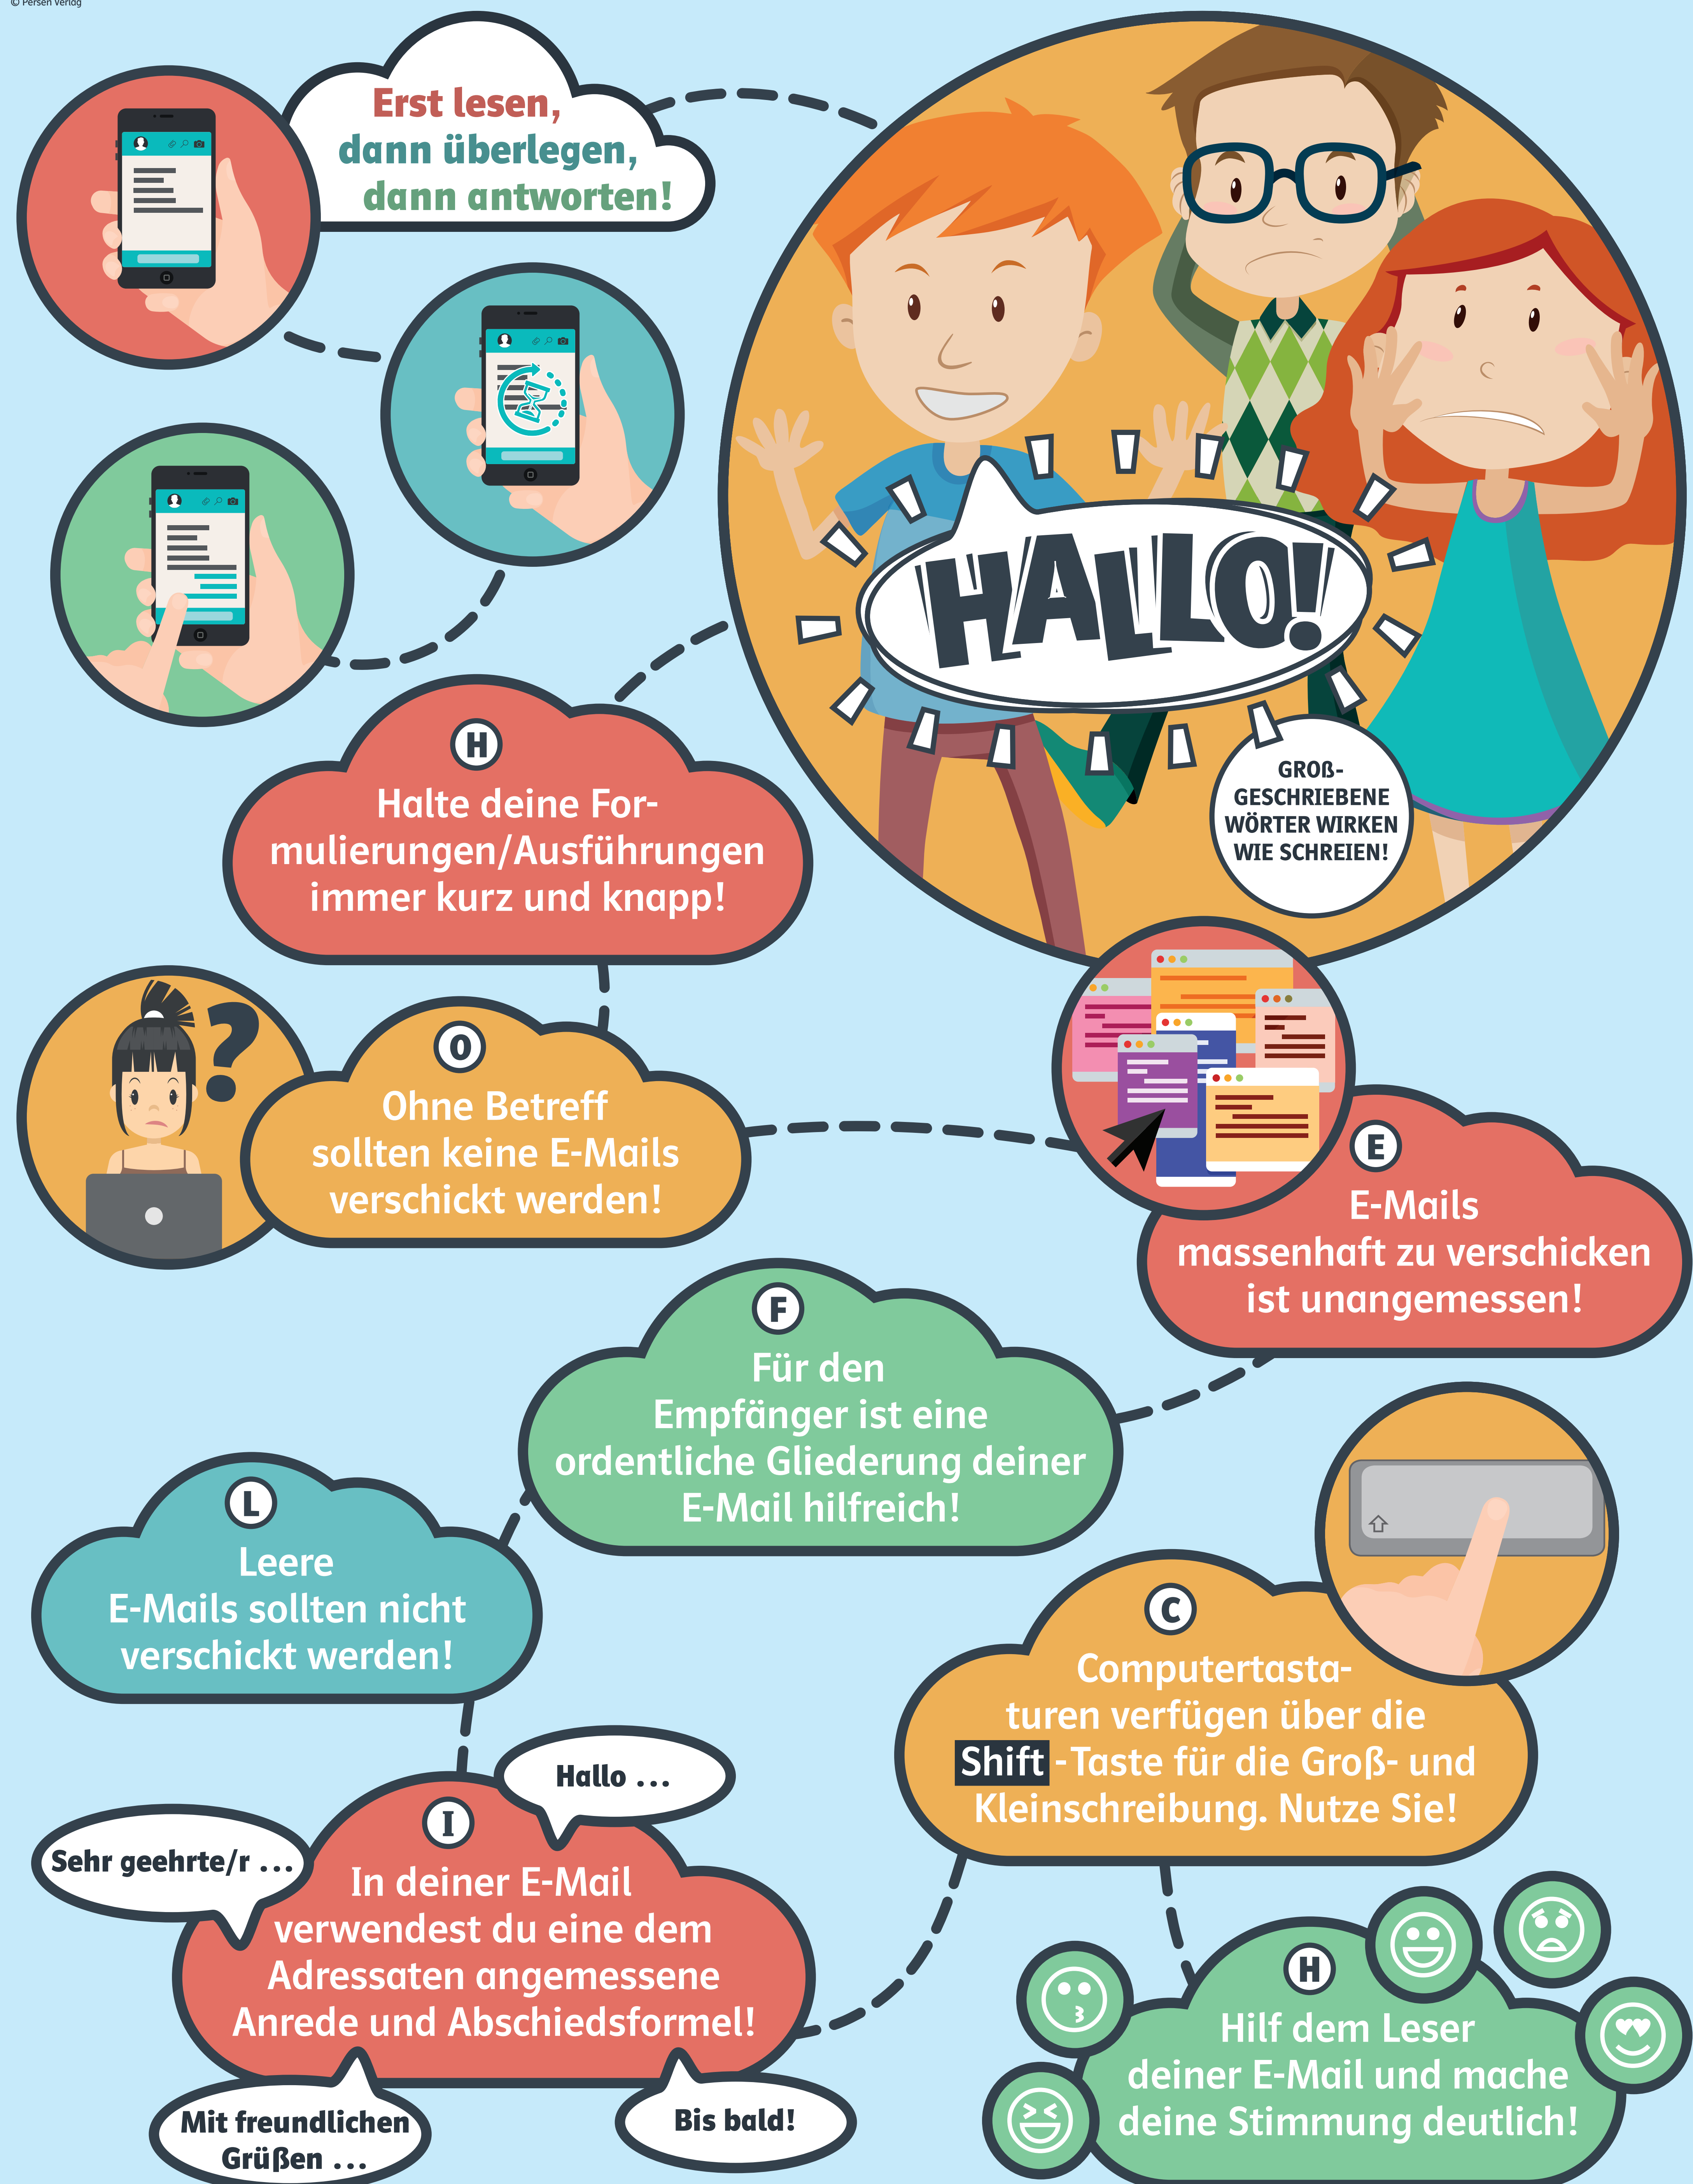 © Persen Verlag
Erst lesen,
dann überlegen,
dann antworten!
HALLO!
GROß-
GESCHRIEBENE
WÖRTER WIRKEN
WIE SCHREIEN!
H
Halte deine For-
mulierungen/Ausführungen
immer kurz und knapp!
?
O
Ohne Betreff
sollten keine E-Mails
verschickt werden!
E
E-Mails
massenhaft zu verschicken
ist unangemessen!
F
Für den
Empfänger ist eine
ordentliche Gliederung deiner
E-Mail hilfreich!
L
Leere
E-Mails sollten nicht
verschickt werden!
I
Hallo ...
Sehr geehrte/r ...
In deiner E-Mail
verwendest du eine dem
Adressaten angemessene
Anrede und Abschiedsformel!
Mit freundlichen
Grüßen ...
Bis bald!
C
Computertasta-
turen verfügen über die
Shift -Taste für die Groß- und
Kleinschreibung. Nutze Sie!
H
Hilf dem Leser
deiner E-Mail und mache
deine Stimmung deutlich!